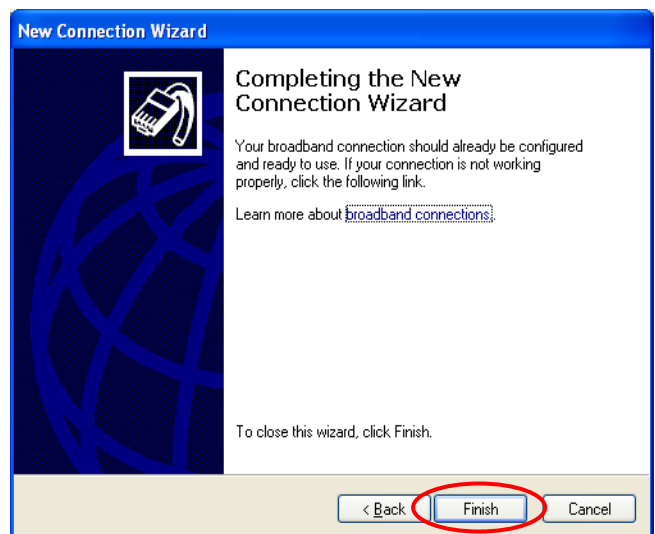 New Connection Wizard
Completing the New
Connection Wizard
Your broadband connection should already be configured
and ready to use. If your connection is not working
properly, click the following link.
Learn more about broadband connections.
To close this wizard, click Finish.
< Back
Finish
Cancel